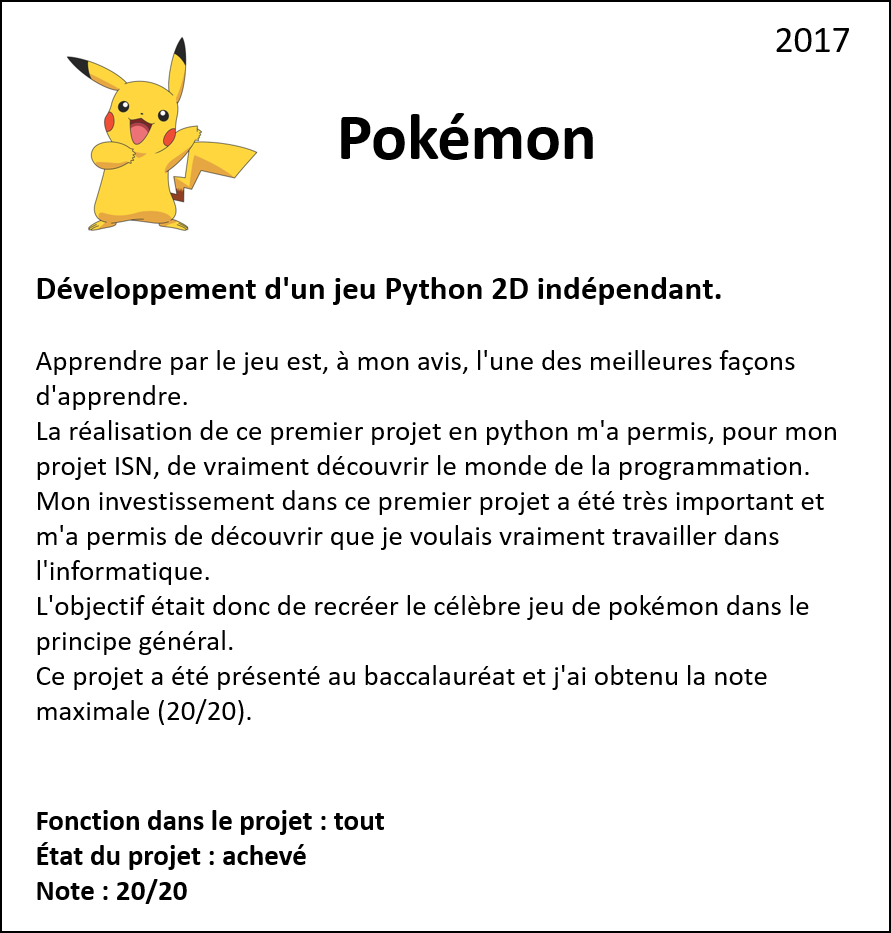 2017
Pokémon
Développement d'un jeu Python 2D indépendant.
Apprendre par le jeu est, à mon avis, l'une des meilleures façons
d'apprendre.
La réalisation de ce premier projet en python m'a permis, pour mon
projet ISN, de vraiment découvrir le monde de la programmation.
Mon investissement dans ce premier projet a été très important et
m'a permis de découvrir que je voulais vraiment travailler dans
l'informatique.
L'objectif était donc de recréer le célèbre jeu de pokémon dans le
principe général.
Ce projet a été présenté au baccalauréat et j'ai obtenu la note
maximale (20/20).
Fonction dans le projet : tout
État du projet : achevé
Note : 20/20